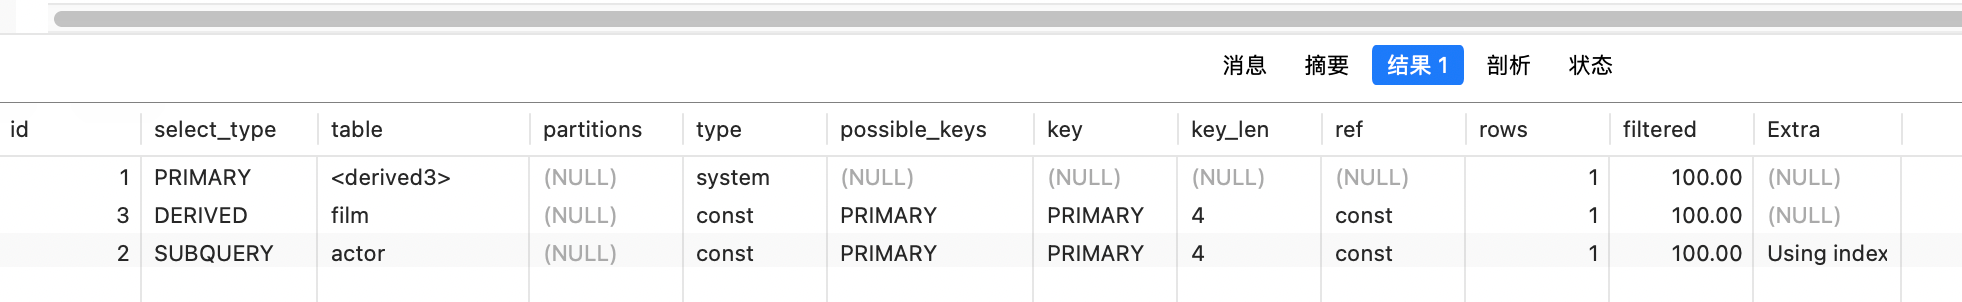 消息 摘要 结果 1 剖析 状态
id select_type table partitions type possible_keys key key_len ref rows filtered Extra
1 PRIMARY <derived3> (NULL) system (NULL) (NULL) (NULL) (NULL) 1 100.00 (NULL)
3 DERIVED film (NULL) const PRIMARY PRIMARY 4 const 1 100.00 (NULL)
2 SUBQUERY actor (NULL) const PRIMARY PRIMARY 4 const 1 100.00 Using index